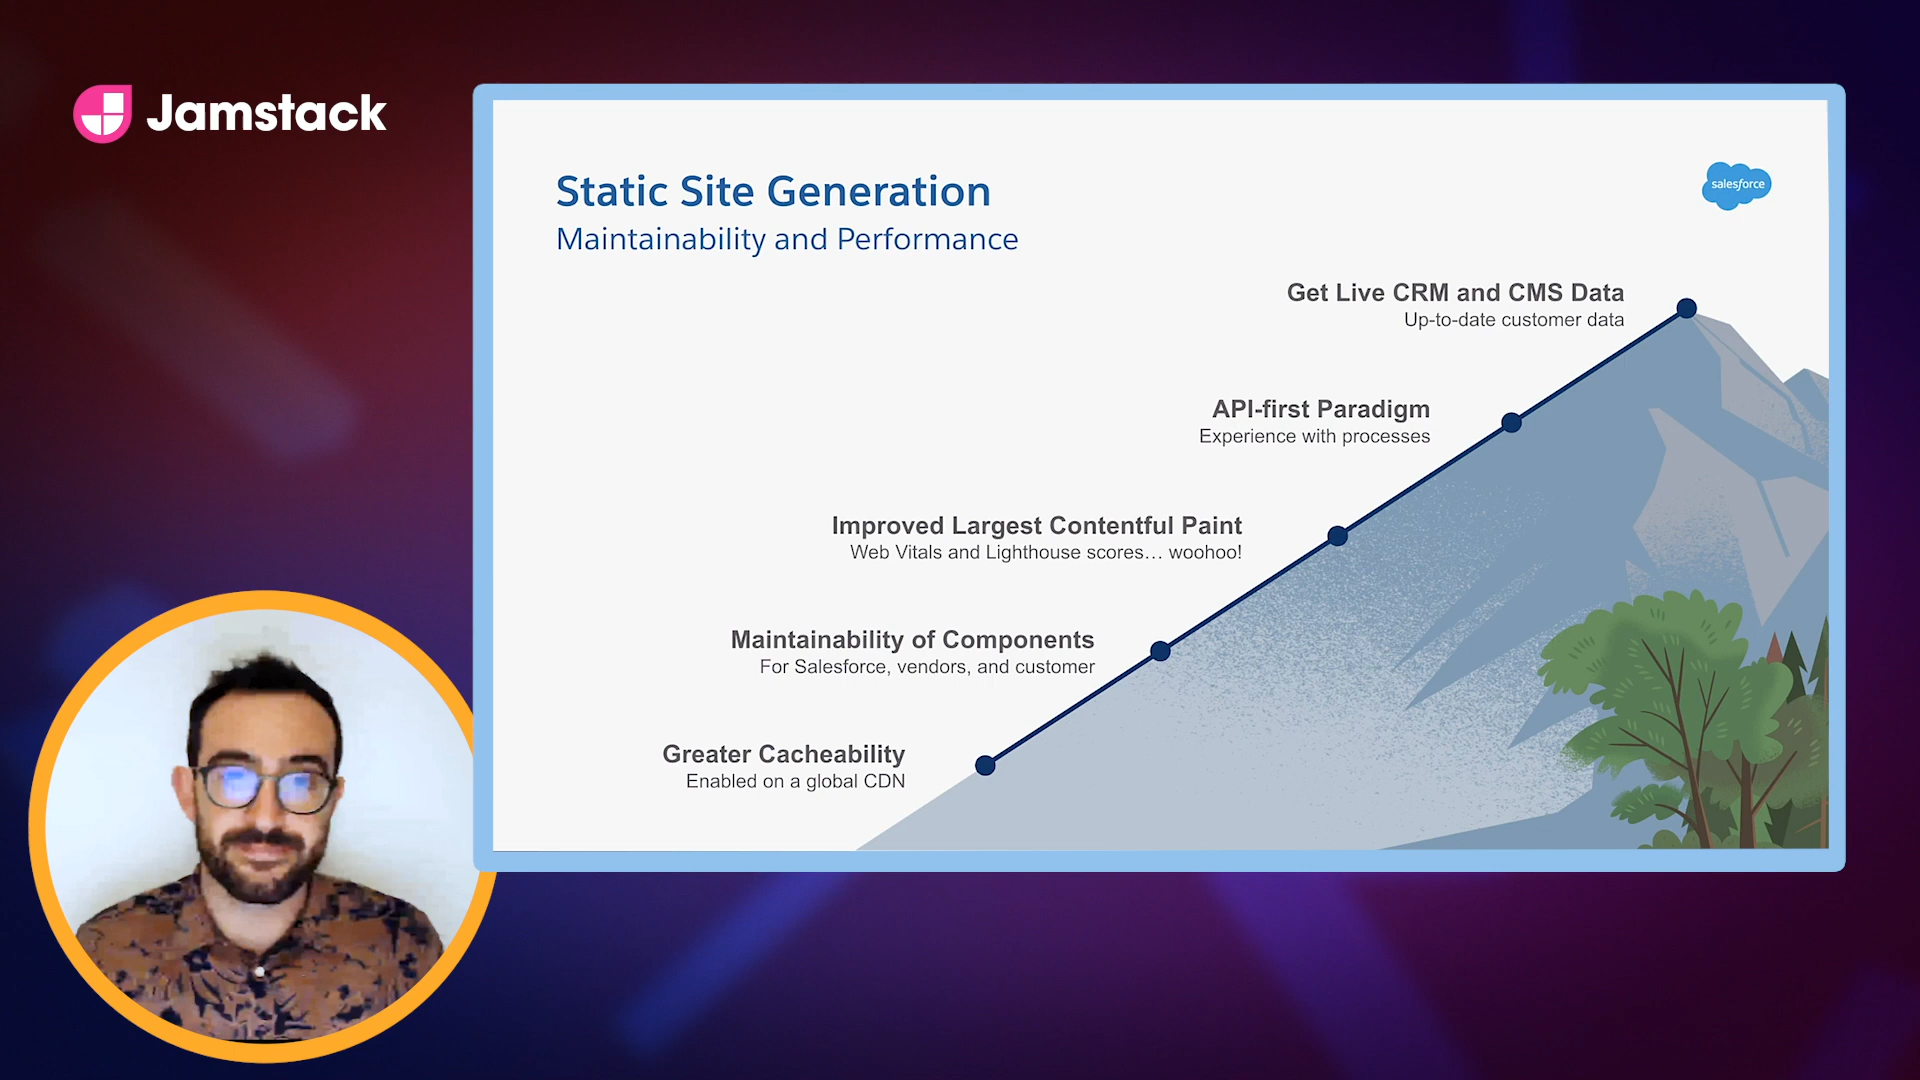 Jamstack
Static Site Generation
Maintainability and Performance
salesforce
Get Live CRM and CMS Data
Up-to-date customer data
API-first Paradigm
Experience with processes
Improved Largest Contentful Paint
Web Vitals and Lighthouse scores… woohoo!
Maintainability of Components
For Salesforce, vendors, and customer
Greater Cacheability
Enabled on a global CDN